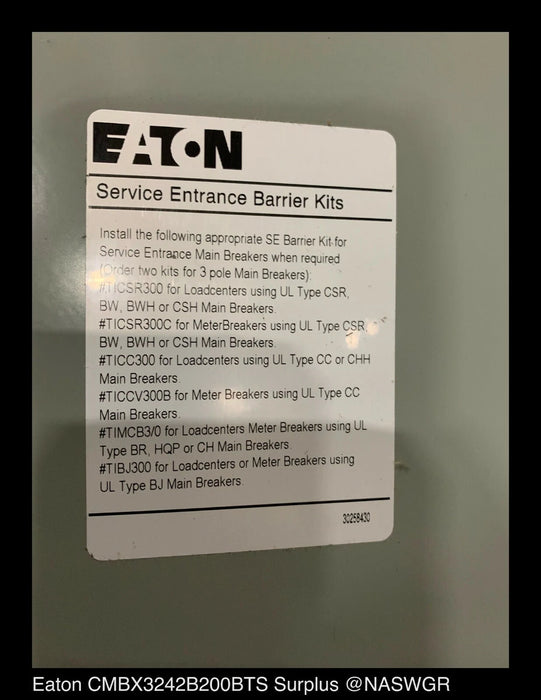 EATON
Service Entrance Barrier Kits
Install the following appropriate SE Barrier Kit for
Service Entrance Main Breakers when required
(Order two kits for 3 pole Main Breakers):
#TICSR300 for Loadcenters using UL Type CSR,
BW, BWH or CSH Main Breakers.
#TICSR300C for MeterBreakers using UL Type CSR,
BW, BWH or CSH Main Breakers.
#TICC300 for Loadcenters using UL Type CC or CHH
Main Breakers.
#TICCV300B for Meter Breakers using UL Type CC
Main Breakers.
#TIMCB3/0 for Loadcenters Meter Breakers using UL
Type BR, HQP or CH Main Breakers.
#TIBJ300 for Loadcenters or Meter Breakers using
UL Type BJ Main Breakers.
30258430
Eaton CMBX3242B200BTS Surplus @NASWGR